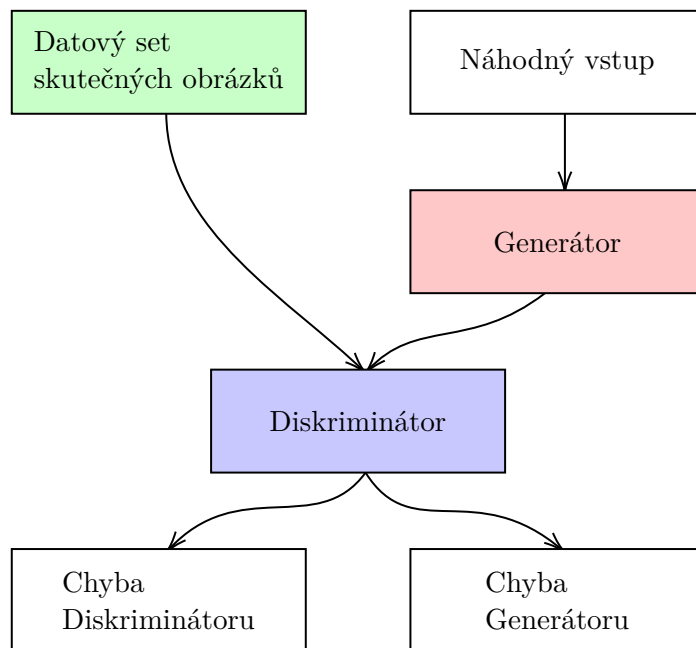 Datový set
skutečných obrázků
Náhodný vstup
Generátor
Diskriminátor
Chyba
Diskriminátoru
Chyba
Generátoru